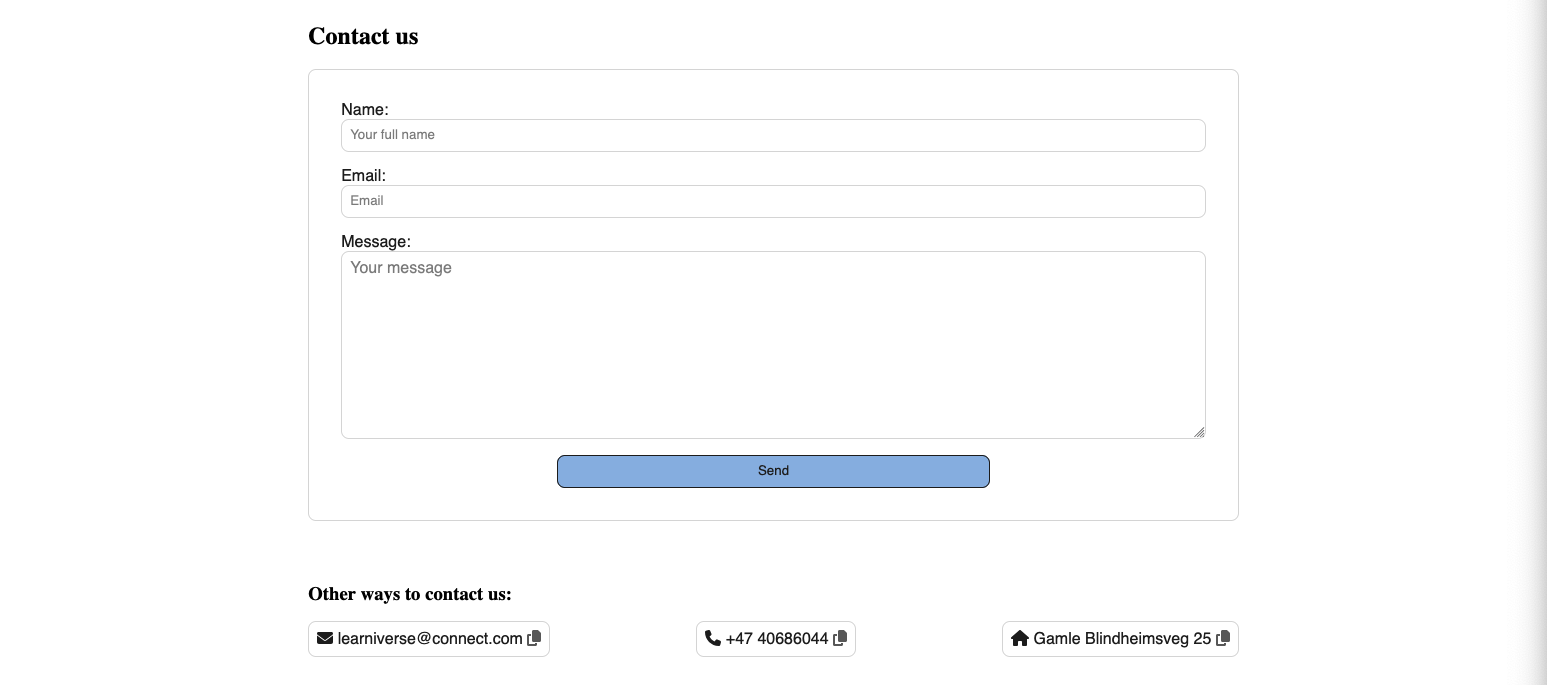 Contact us
Name:
Your full name
Email:
Email
Message:
Your message
Send
Other ways to contact us:
learniverse@connect.com
+47 40686044
Gamle Blindheimsveg 25